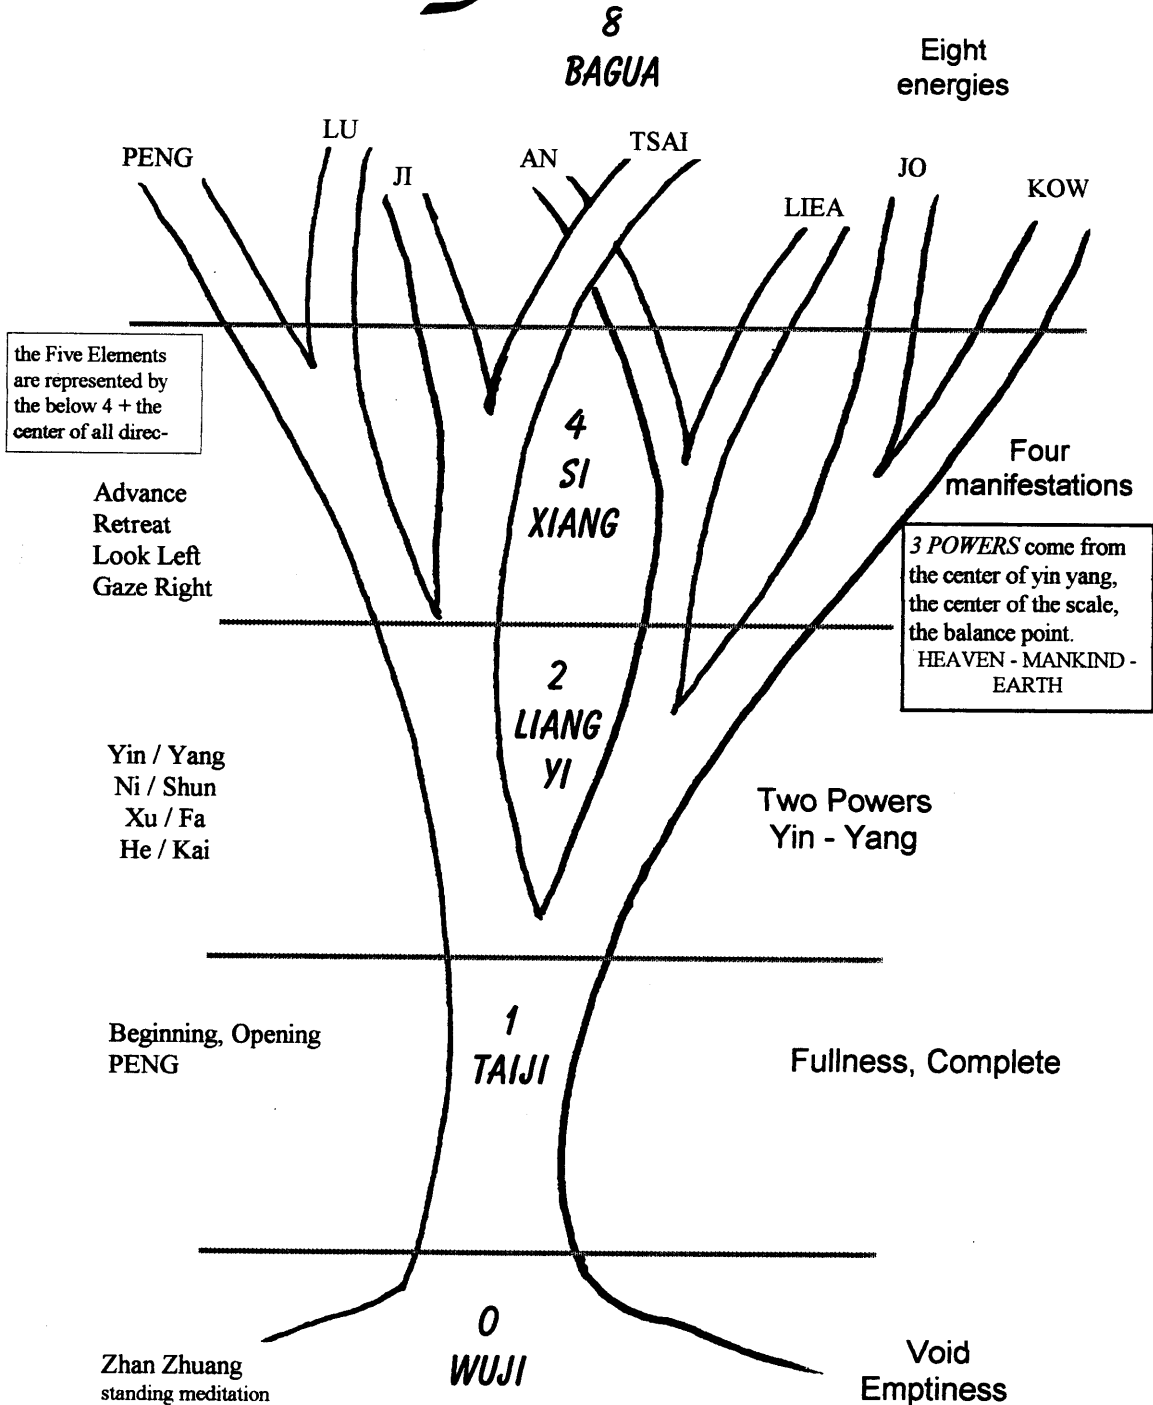 8
BAGUA
Eight
energies
PENG
LU
JI
AN
TSAI
LIEA
JO
KOW
the Five Elements
are represented by
the below 4 + the
center of all direc-
4
SI
XIANG
Advance
Retreat
Look Left
Gaze Right
Four
manifestations
3 POWERS come from
the center of yin yang,
the center of the scale,
the balance point.
HEAVEN - MANKIND -
EARTH
2
LIANG
YI
Yin / Yang
Ni / Shun
Xu / Fa
He / Kai
Two Powers
Yin - Yang
1
TAIJI
Beginning, Opening
PENG
Fullness, Complete
0
WUJI
Zhan Zhuang
standing meditation
Void
Emptiness